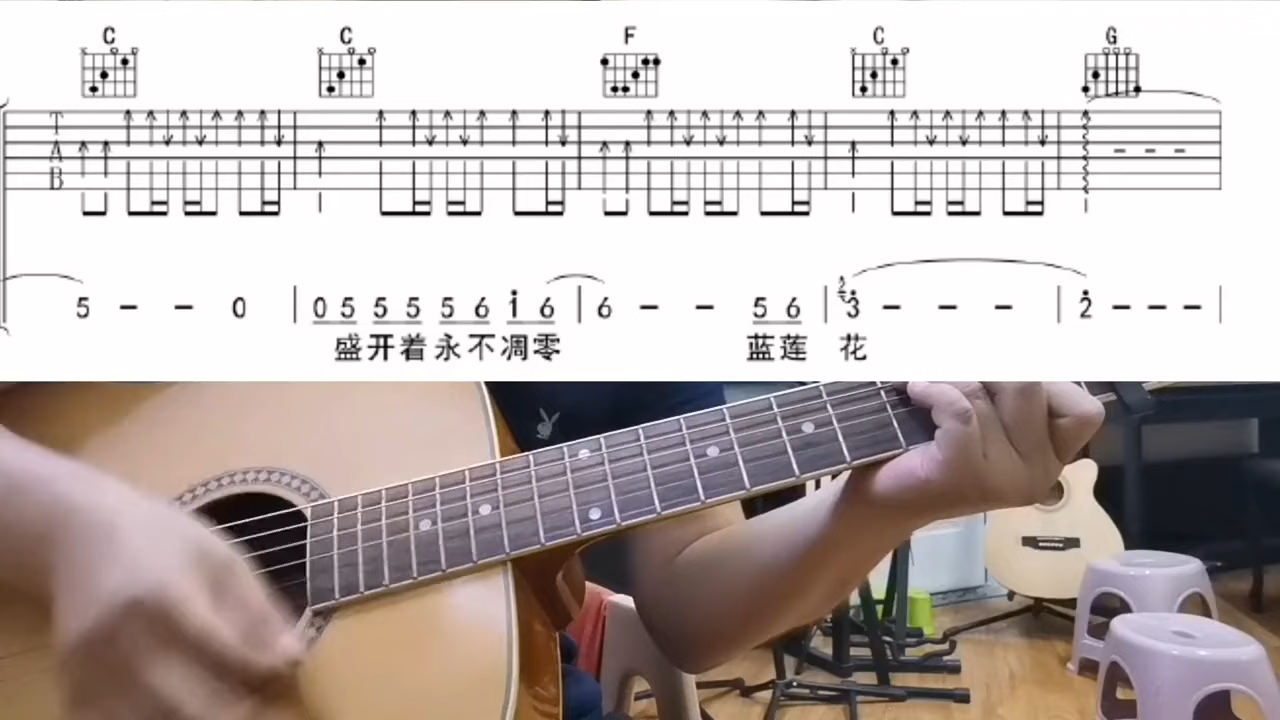 C C F C G
x x x
T
A
B
5 - - 0 | 0 5 5 5 5 6 i 6 | 6 - - 5 6 | 2 3 - - - | 2 - - -
盛开着永不凋零 蓝莲 花